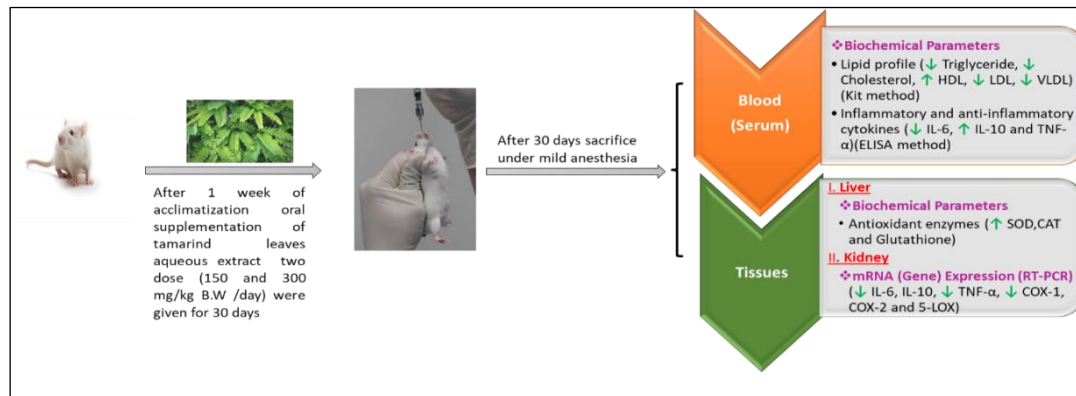 After 1 week of
acclimatization oral
supplementation of
tamarind leaves
aqueous extract two
dose (150 and 300
mg/kg B.W /day) were
given for 30 days
After 30 days sacrifice
under mild anesthesia
Blood
(Serum)
❖Biochemical Parameters
• Lipid profile (↓ Triglyceride, ↓
Cholesterol, ↑ HDL, ↓ LDL, ↓ VLDL)
(Kit method)
• Inflammatory and anti-inflammatory
cytokines (↓ IL-6, ↑ IL-10 and TNF-
α)(ELISA method)
Tissues
I. Liver
❖Biochemical Parameters
• Antioxidant enzymes (↑ SOD,CAT
and Glutathione)
II. Kidney
❖mRNA (Gene) Expression (RT-PCR)
(↓ IL-6, IL-10, ↓ TNF-α, ↓ COX-1,
COX-2 and 5-LOX)